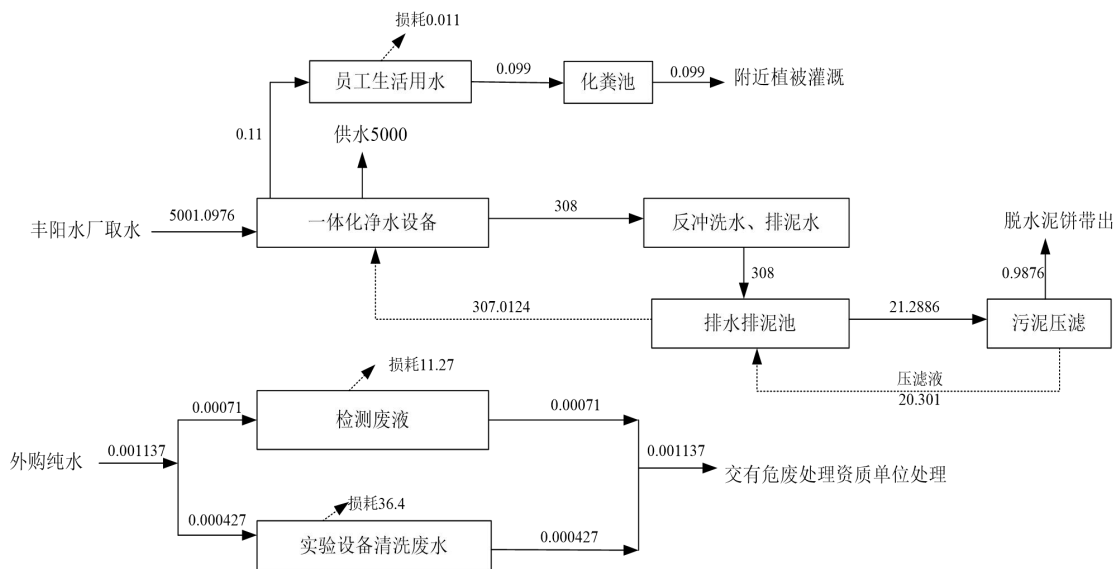 损耗0.011
员工生活用水
0.099
化粪池
0.099
附近植被灌溉
0.11
供水5000
丰阳水厂取水
5001.0976
一体化净水设备
308
反冲洗水、排泥水
脱水泥饼带出
308
0.9876
307.0124
排水排泥池
21.2886
污泥压滤
压滤液
20.301
损耗11.27
0.00071
检测废液
0.00071
外购纯水
0.001137
0.001137
交有危废处理资质单位处理
损耗36.4
0.000427
实验设备清洗废水
0.000427